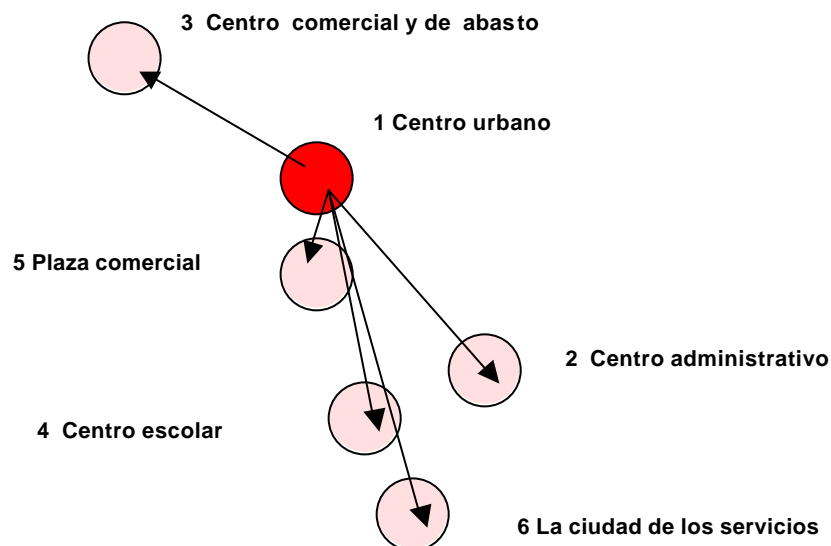 3 Centro comercial y de abasto
1 Centro urbano
5 Plaza comercial
2 Centro administrativo
4 Centro escolar
6 La ciudad de los servicios